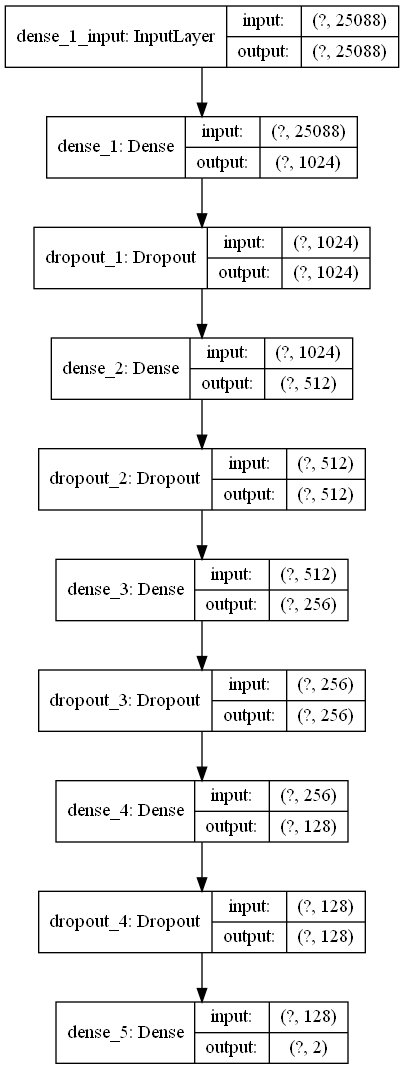 dense_1_input: InputLayer input: (?, 25088)
output: (?, 25088)
dense_1: Dense input: (?, 25088)
output: (?, 1024)
dropout_1: Dropout input: (?, 1024)
output: (?, 1024)
dense_2: Dense input: (?, 1024)
output: (?, 512)
dropout_2: Dropout input: (?, 512)
output: (?, 512)
dense_3: Dense input: (?, 512)
output: (?, 256)
dropout_3: Dropout input: (?, 256)
output: (?, 256)
dense_4: Dense input: (?, 256)
output: (?, 128)
dropout_4: Dropout input: (?, 128)
output: (?, 128)
dense_5: Dense input: (?, 128)
output: (?, 2)